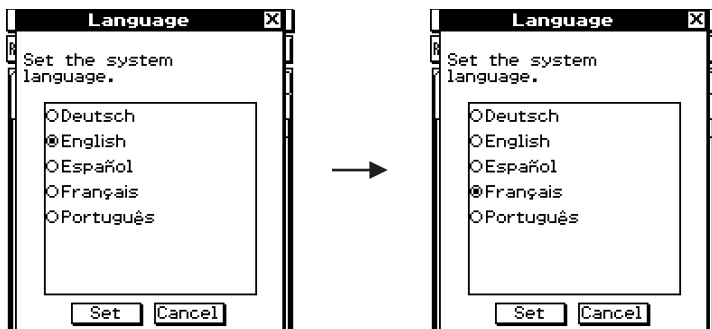 Language
Set the system
language.
Deutsch
English
Español
Français
Português
Set Cancel
Language
Set the system
language.
Deutsch
English
Español
Français
Português
Set Cancel